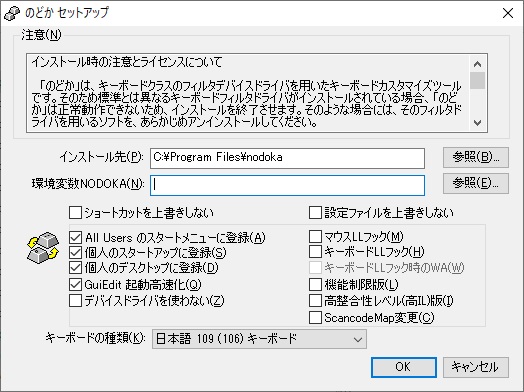 のどか セットアップ
注意(N)
インストール時の注意とライセンスについて
「のどか」は、キーボードクラスのフィルタデバイスドライバを用いたキーボードカスタマイズツール
です。そのため標準とは異なるキーボードフィルタドライバがインストールされている場合、「のど
か」は正常動作できないため、インストールを終了させます。そのような場合には、そのフィルタド
ライバを用いるソフトを、あらかじめアンインストールしてください。
インストール先(P): C:¥Program Files¥nodoka 参照(B)...
環境変数NODOKA(N): 参照(E)...
ショートカットを上書きしない 設定ファイルを上書きしない
All Users のスタートメニューに登録(A) マウスLLフック(M)
個人のスタートアップに登録(S) キーボードLLフック(H)
個人のデスクトップに登録(D) キーボードLLフック時のWA(W)
GuiEdit 起動高速化(Q) 機能制限版(L)
デバイスドライバを使わない(Z) 高整合性レベル(高IL)版(I)
ScancodeMap変更(C)
キーボードの種類(K): 日本語 109 (106) キーボード
OK キャンセル